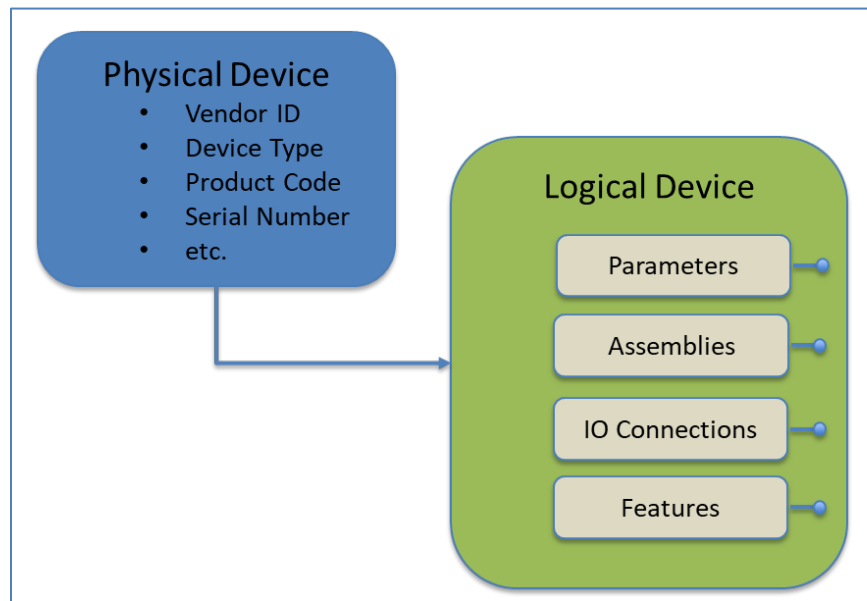 Physical Device
• Vendor ID
• Device Type
• Product Code
• Serial Number
• etc.
Logical Device
Parameters
Assemblies
IO Connections
Features